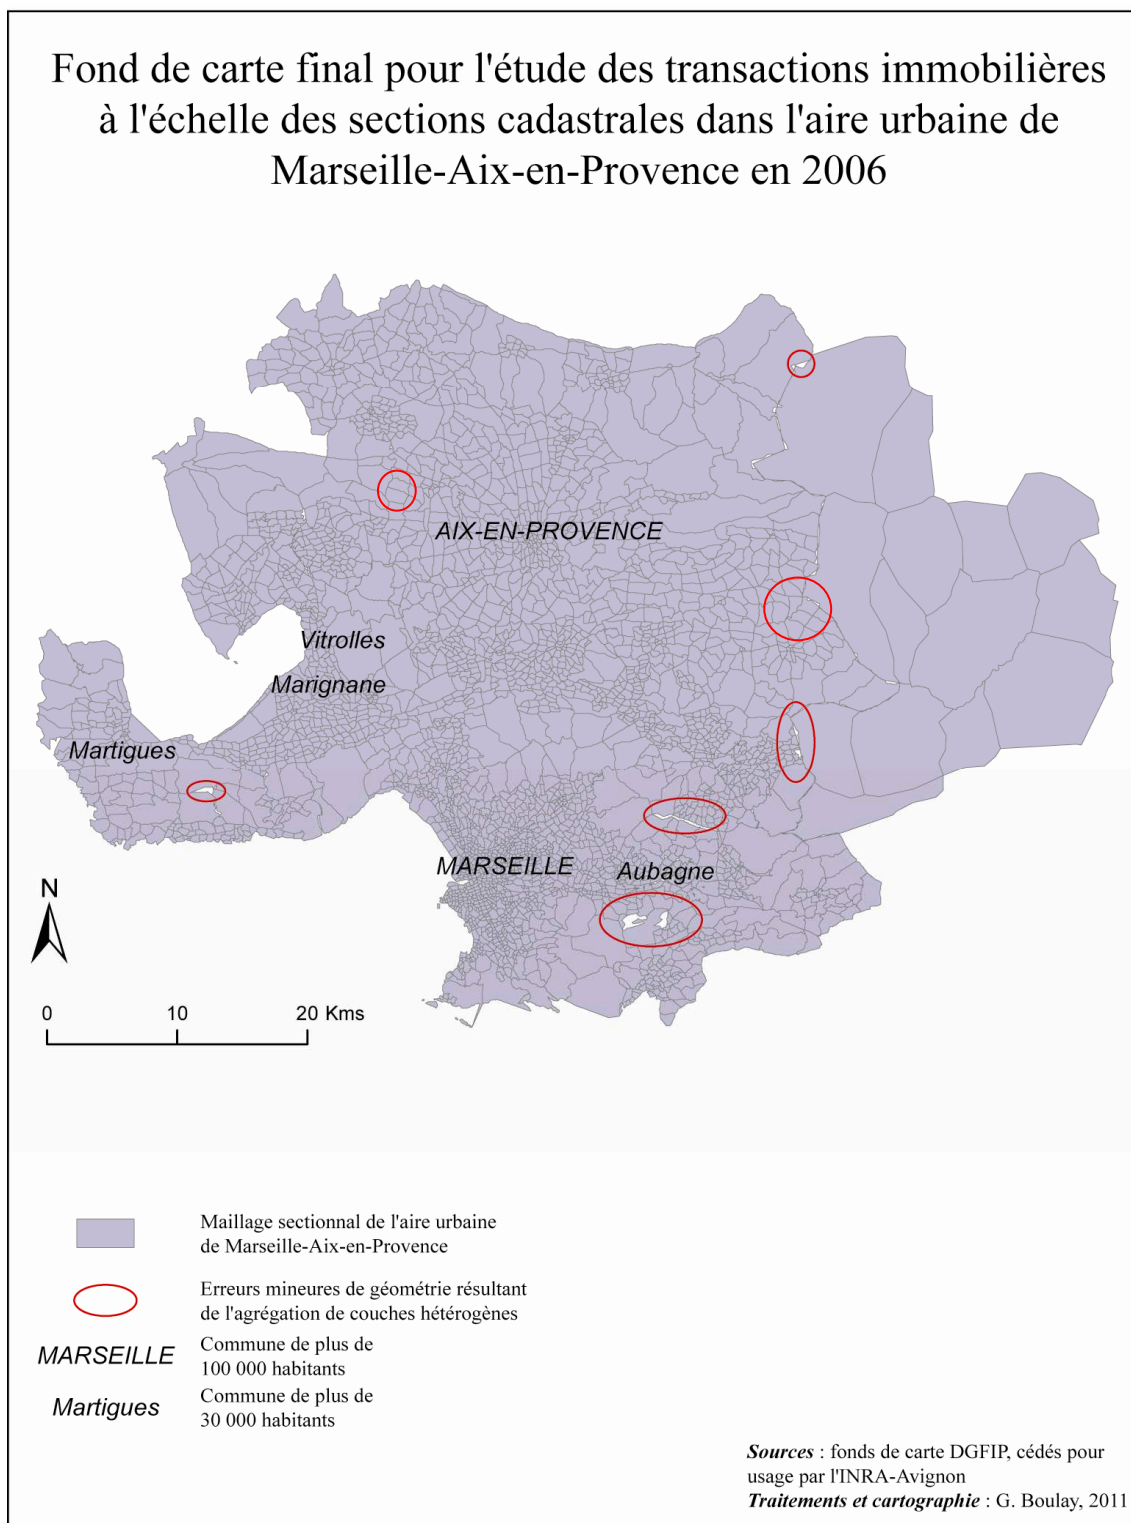 Fond de carte final pour l'étude des transactions immobilières
à l'échelle des sections cadastrales dans l'aire urbaine de
Marseille-Aix-en-Provence en 2006
AIX-EN-PROVENCE
Vitrolles
Marignane
Martigues
MARSEILLE
Aubagne
N
0 10 20 Kms
Maillage sectionnal de l'aire urbaine
de Marseille-Aix-en-Provence
Erreurs mineures de géométrie résultant
de l'agrégation de couches hétérogènes
MARSEILLE
Commune de plus de
100 000 habitants
Martigues
Commune de plus de
30 000 habitants
Sources : fonds de carte DGFIP, cédés pour
usage par l'INRA-Avignon
Traitements et cartographie : G. Boulay, 2011